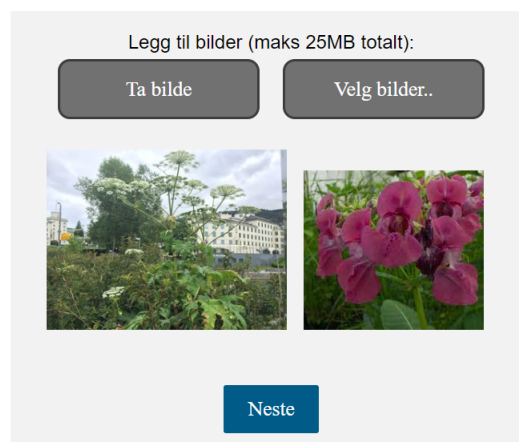 Legg til bilder (maks 25MB totalt):
Ta bilde
Velg bilder..
Neste